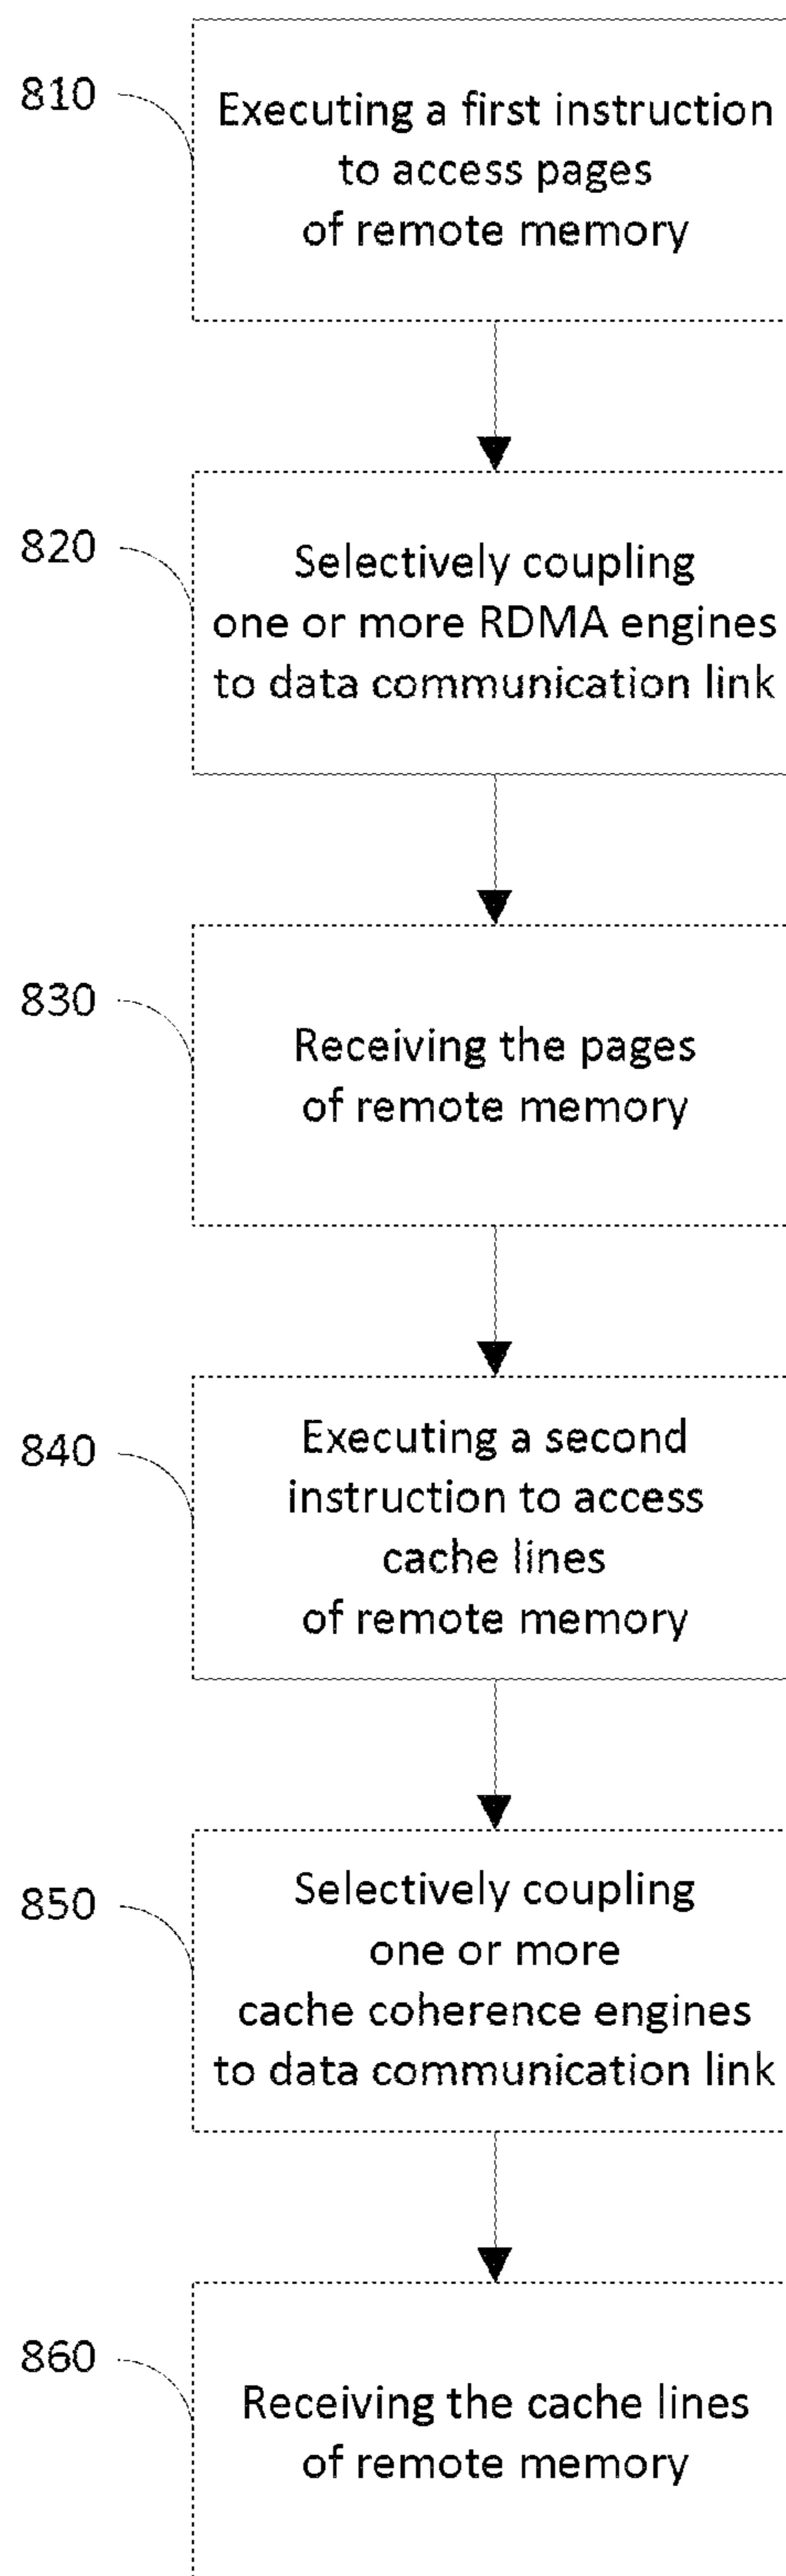 810
Executing a first instruction
to access pages
of remote memory
820
Selectively coupling
one or more RDMA engines
to data communication link
830
Receiving the pages
of remote memory
840
Executing a second
instruction to access
cache lines
of remote memory
850
Selectively coupling
one or more
cache coherence engines
to data communication link
860
Receiving the cache lines
of remote memory